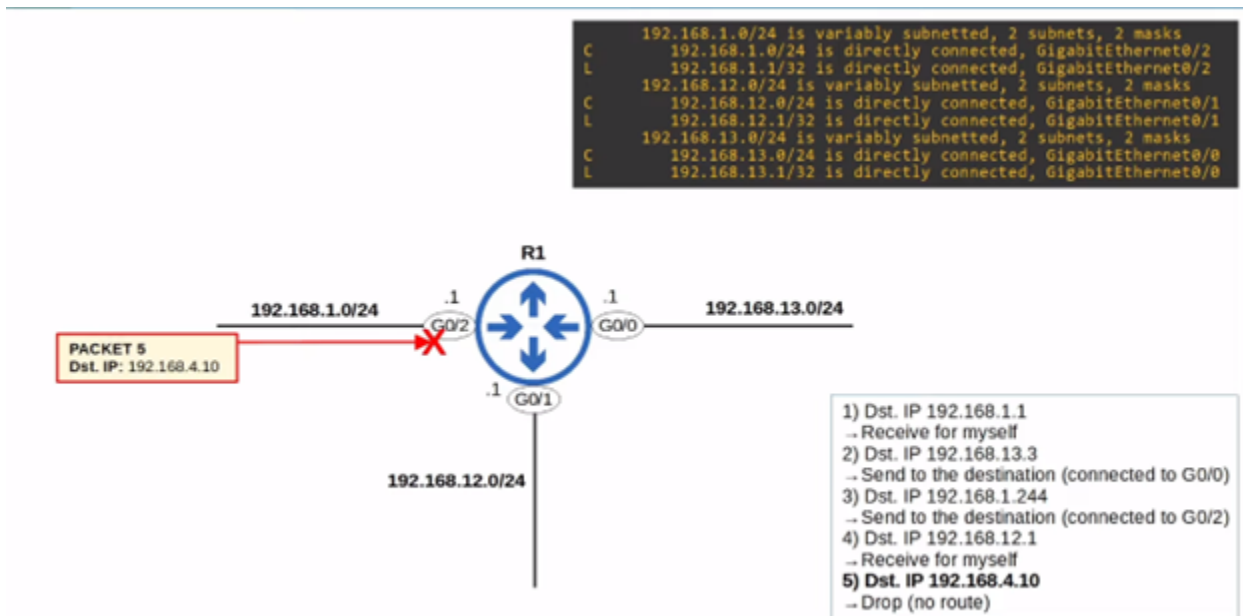 192.168.1.0/24 is variably subnetted, 2 subnets, 2 masks
C 192.168.1.0/24 is directly connected, GigabitEthernet0/2
L 192.168.1.1/32 is directly connected, GigabitEthernet0/2
192.168.12.0/24 is variably subnetted, 2 subnets, 2 masks
C 192.168.12.0/24 is directly connected, GigabitEthernet0/1
L 192.168.12.1/32 is directly connected, GigabitEthernet0/1
192.168.13.0/24 is variably subnetted, 2 subnets, 2 masks
C 192.168.13.0/24 is directly connected, GigabitEthernet0/0
L 192.168.13.1/32 is directly connected, GigabitEthernet0/0
R1
192.168.1.0/24
.1
G0/2
.1
G0/0
192.168.13.0/24
PACKET 5
Dst. IP: 192.168.4.10
.1
G0/1
192.168.12.0/24
1) Dst. IP 192.168.1.1
→Receive for myself
2) Dst. IP 192.168.13.3
→Send to the destination (connected to G0/0)
3) Dst. IP 192.168.1.244
→Send to the destination (connected to G0/2)
4) Dst. IP 192.168.12.1
→Receive for myself
5) Dst. IP 192.168.4.10
→Drop (no route)